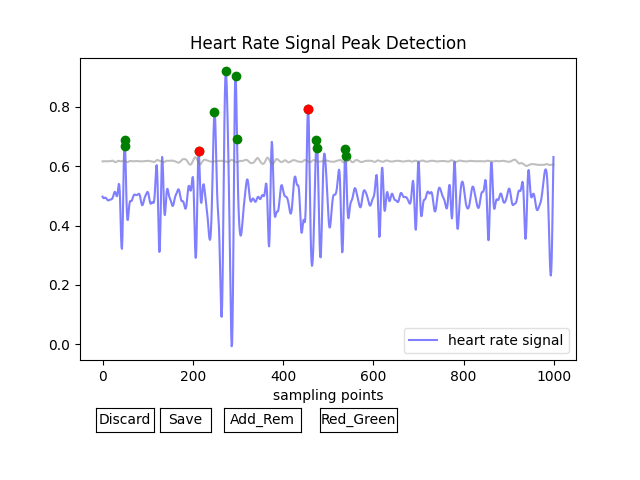 Heart Rate Signal Peak Detection
0.8
0.6
0.4
0.2
0.0
heart rate signal
0 200 400 600 800 1000
sampling points
Discard Save Add_Rem Red_Green